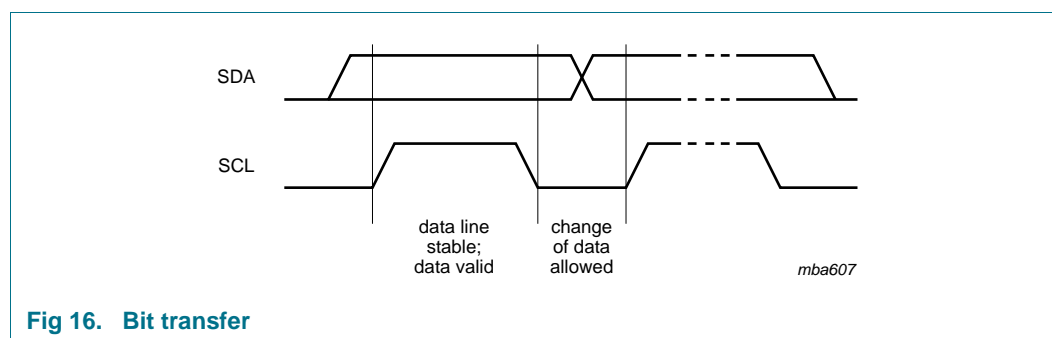 SDA
SCL
data line
stable;
data valid
change
of data
allowed
mba607
Fig 16. Bit transfer